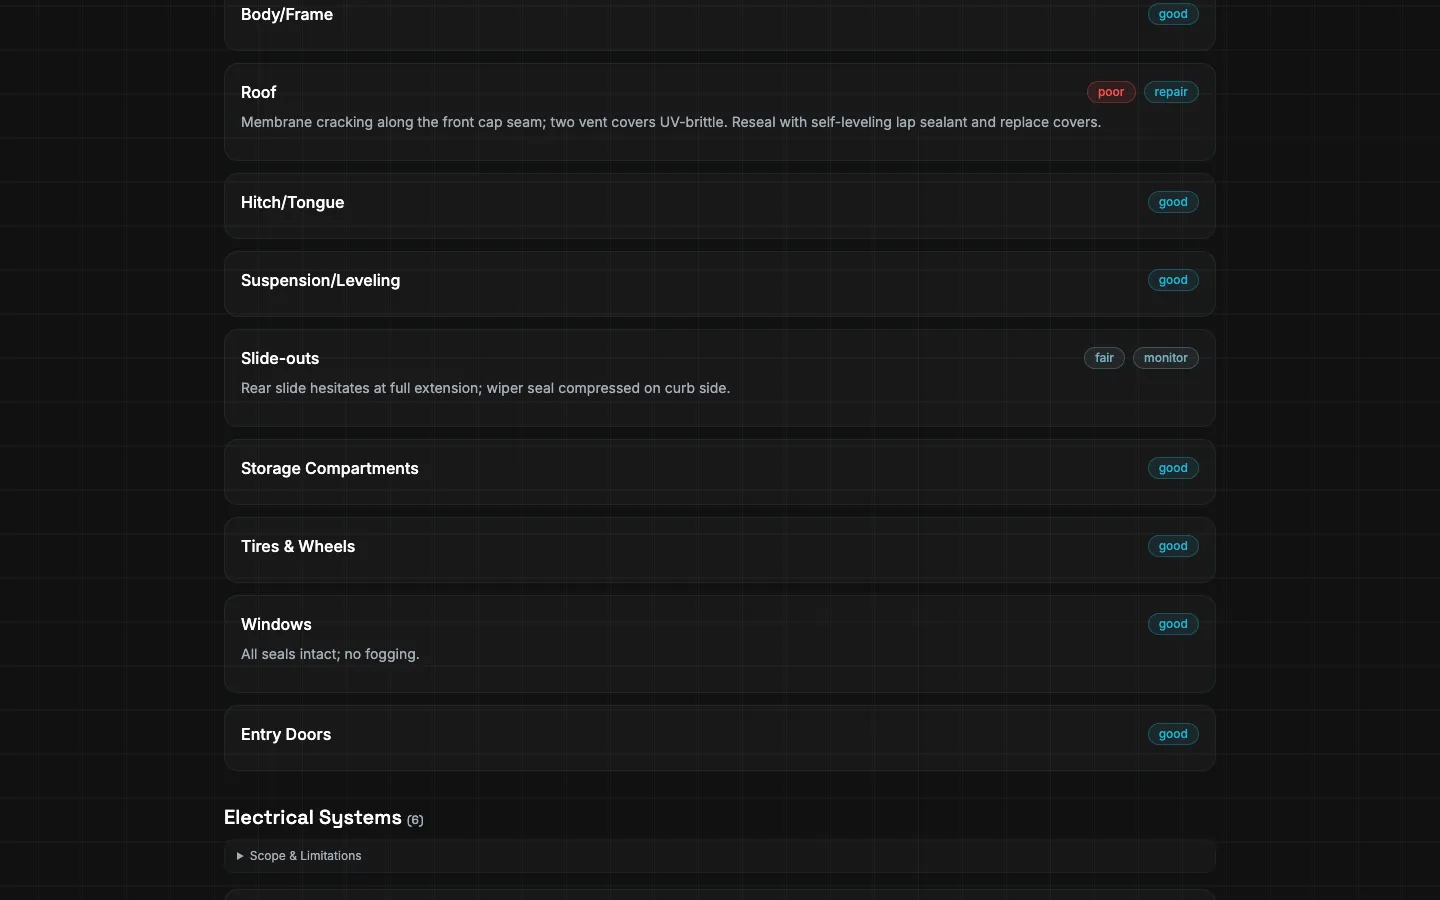 Body/Frame
good
Roof
poor
repair
Membrane cracking along the front cap seam; two vent covers UV-brittle. Reseal with self-leveling lap sealant and replace covers.
Hitch/Tongue
good
Suspension/Leveling
good
Slide-outs
fair
monitor
Rear slide hesitates at full extension; wiper seal compressed on curb side.
Storage Compartments
good
Tires & Wheels
good
Windows
good
All seals intact; no fogging.
Entry Doors
good
Electrical Systems (6)
Scope & Limitations